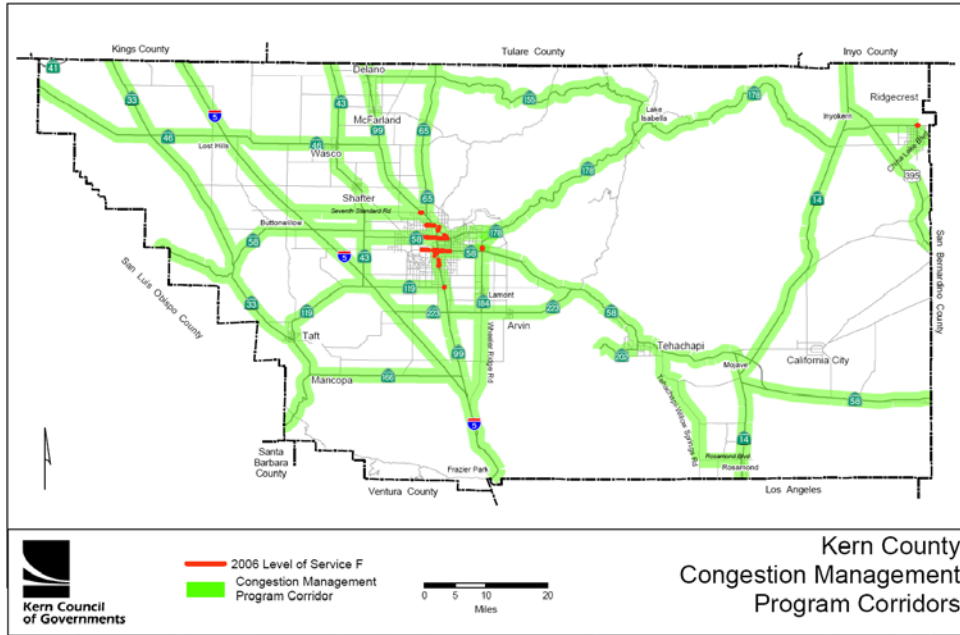 Kings County
Tulare County
Inyo County
41
Delano
Ridgecrest
33
43
155
178
5
99
McFarland
65
Lake
Isabella
Inyokern
46
Lost Hills
46
Wasco
China Lake Blvd
178
395
Shafter
65
14
Seventh Standard Rd
Buttonwillow
58
58
178
58
5
43
San Bernardino County
San Luis Obispo County
119
184
Lamont
33
119
223
223
58
Arvin
Taft
Wheeler Ridge Rd
99
202
Tehachapi
Mojave
California City
Maricopa
166
58
Tehachapi Willow Springs Rd
5
14
Santa
Barbara
County
Rosamond Blvd
Rosamond
Frazier Park
Ventura County
Los Angeles
Kern Council
of Governments
2006 Level of Service F
Congestion Management
Program Corridor
0 5 10 20
Miles
Kern County
Congestion Management
Program Corridors